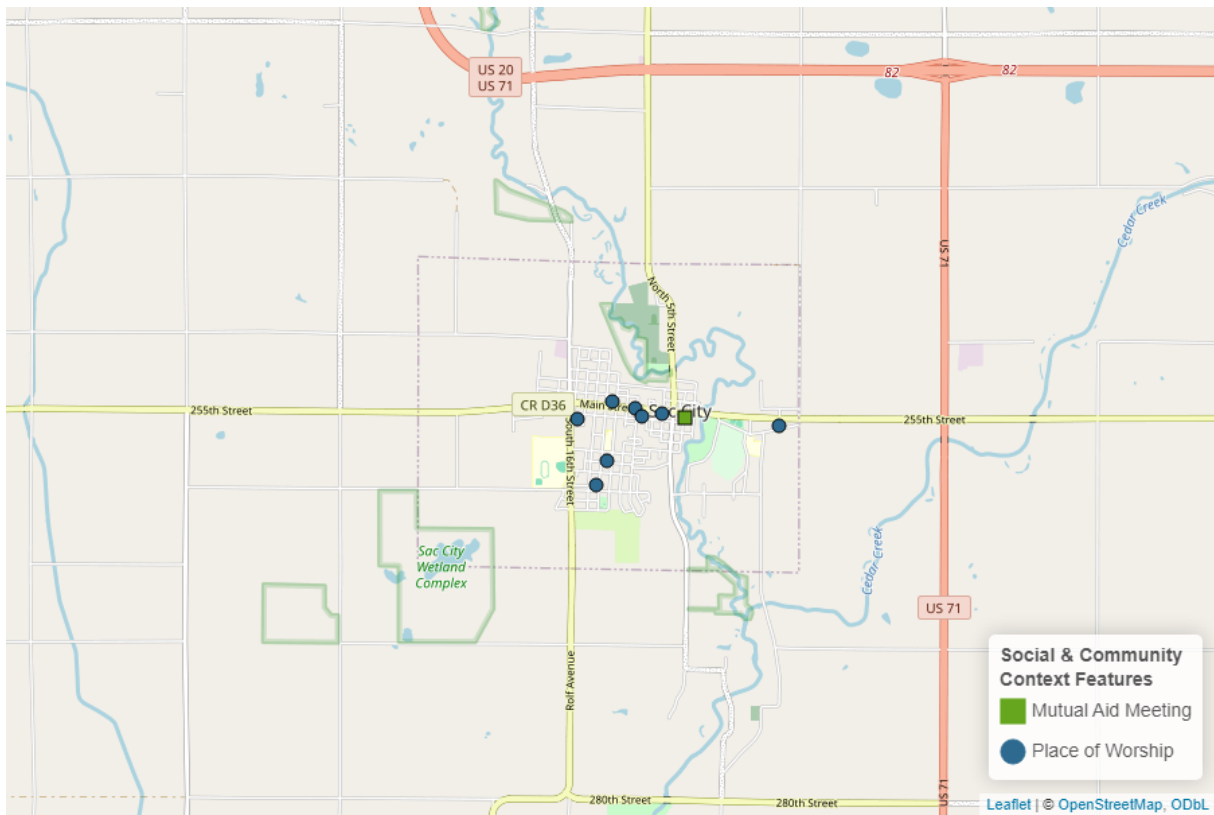 US 20
US 71
82
82
Cedar Creek
US 71
North 5th Street
CR D36
Main Street
Sac City
255th Street
255th Street
South 16th Street
Sac City
Wetland
Complex
Cedar Creek
US 71
Rolf Avenue
US 71
280th Street
280th Street
Social & Community
Context Features
Mutual Aid Meeting
Place of Worship
Leaflet | © OpenStreetMap, ODbL